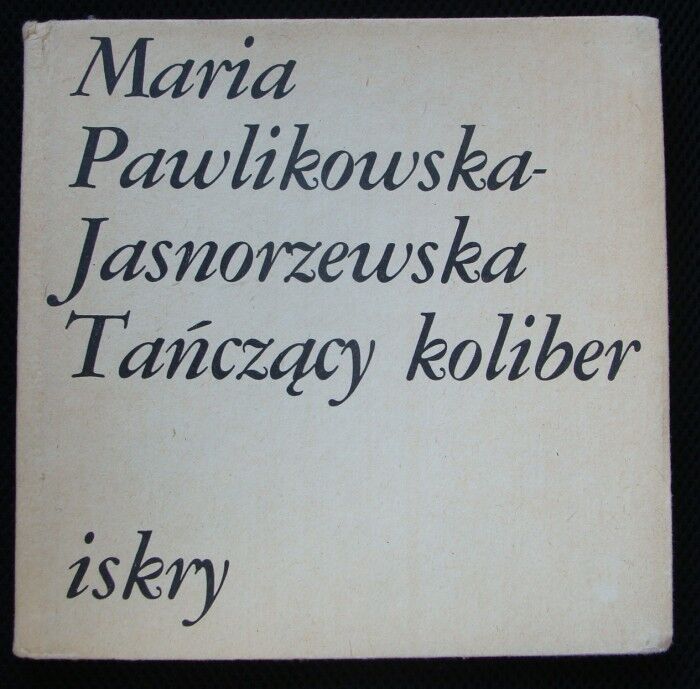 Maria
Pawlikowska-
Jasnorzewska
Tańczący koliber
iskry